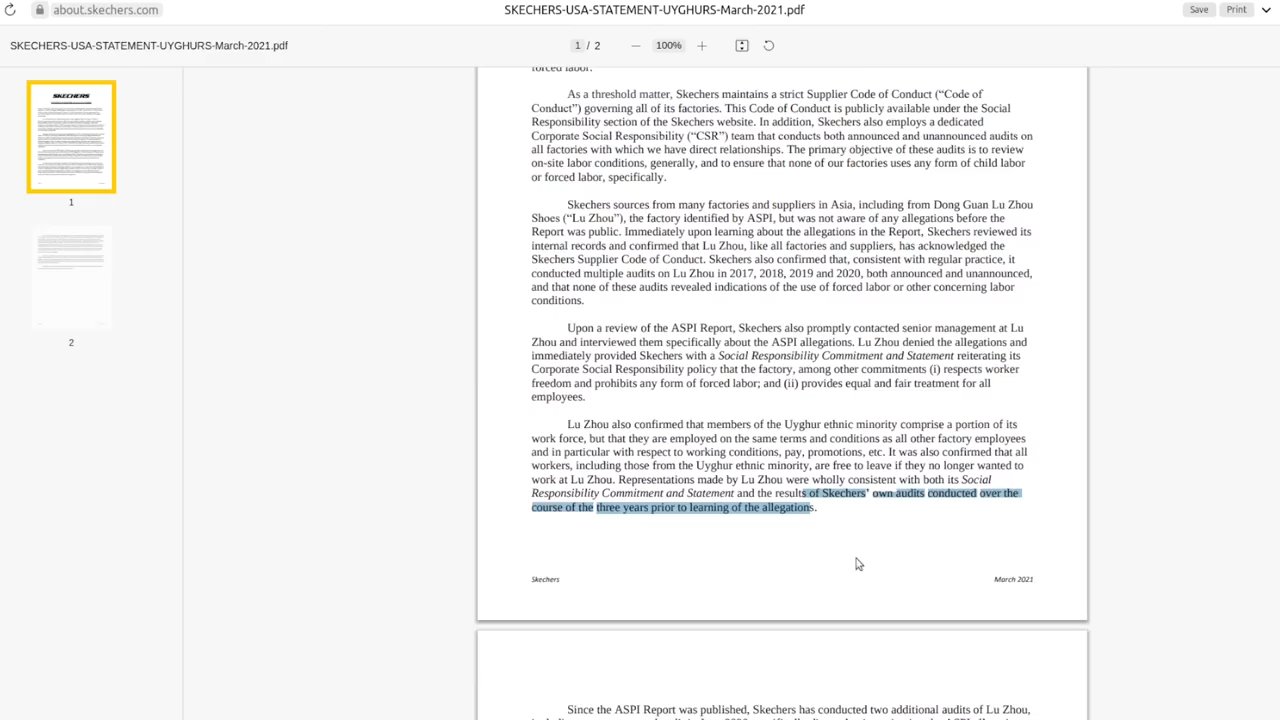 about.skechers.com
SKECHERS-USA-STATEMENT-UYGHURS-March-2021.pdf
Save
Print
SKECHERS-USA-STATEMENT-UYGHURS-March-2021.pdf
1 / 2
100%
forced labor.
As a threshold matter, Skechers maintains a strict Supplier Code of Conduct (“Code of
Conduct”) governing all of its factories. This Code of Conduct is publicly available under the Social
Responsibility section of the Skechers website. In addition, Skechers also employs a dedicated
Corporate Social Responsibility (“CSR”) team that conducts both announced and unannounced audits on
all factories with which we have direct relationships. The primary objective of these audits is to review
on-site labor conditions, generally, and to ensure that none of our factories uses any form of child labor
or forced labor, specifically.
Skechers sources from many factories and suppliers in Asia, including from Dong Guan Lu Zhou
Shoes (“Lu Zhou”), the factory identified by ASPI, but was not aware of any allegations before the
Report was public. Immediately upon learning about the allegations in the Report, Skechers reviewed its
internal records and confirmed that Lu Zhou, like all factories and suppliers, has acknowledged the
Skechers Supplier Code of Conduct. Skechers also confirmed that, consistent with regular practice, it
conducted multiple audits on Lu Zhou in 2017, 2018, 2019 and 2020, both announced and unannounced,
and that none of these audits revealed indications of the use of forced labor or other concerning labor
conditions.
Upon a review of the ASPI Report, Skechers also promptly contacted senior management at Lu
Zhou and interviewed them specifically about the ASPI allegations. Lu Zhou denied the allegations and
immediately provided Skechers with a Social Responsibility Commitment and Statement reiterating its
Corporate Social Responsibility policy that the factory, among other commitments (i) respects worker
freedom and prohibits any form of forced labor; and (ii) provides equal and fair treatment for all
employees.
Lu Zhou also confirmed that members of the Uyghur ethnic minority comprise a portion of its
work force, but that they are employed on the same terms and conditions as all other factory employees
and in particular with respect to working conditions, pay, promotions, etc. It was also confirmed that all
workers, including those from the Uyghur ethnic minority, are free to leave if they no longer wanted to
work at Lu Zhou. Representations made by Lu Zhou were wholly consistent with both its Social
Responsibility Commitment and Statement and the results of Skechers’ own audits conducted over the
course of the three years prior to learning of the allegations.
Skechers
March 2021
Since the ASPI Report was published, Skechers has conducted two additional audits of Lu Zhou,
SKECHERS
1
2